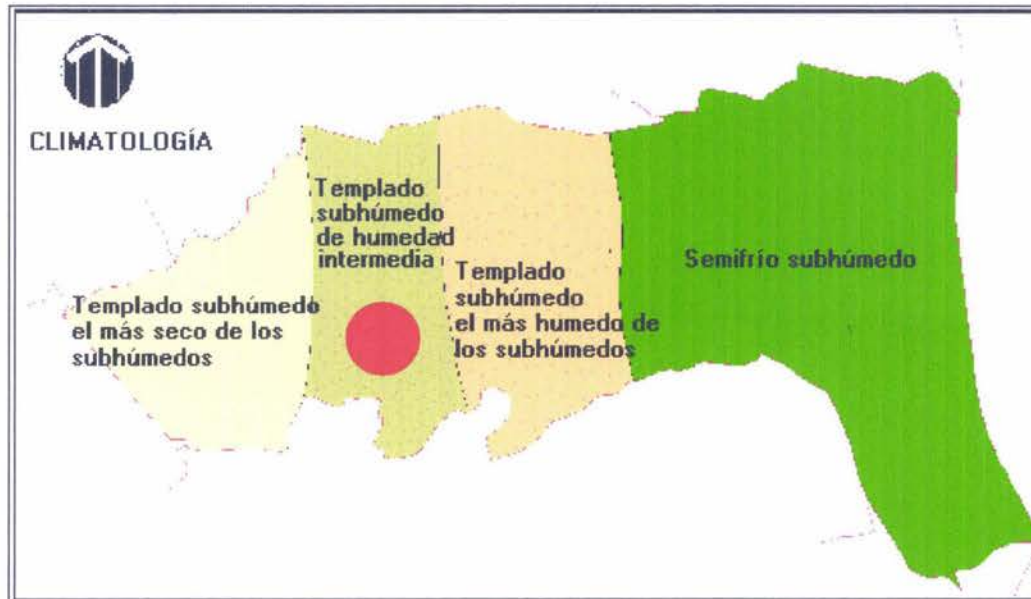 CLIMATOLOGÍA
Templado
subhúmedo
de humedad
intermedia
Templado subhúmedo
el más seco de los
subhúmedos
Templado
subhúmedo
el más humedo de
los subhúmedos
Semifrío subhúmedo